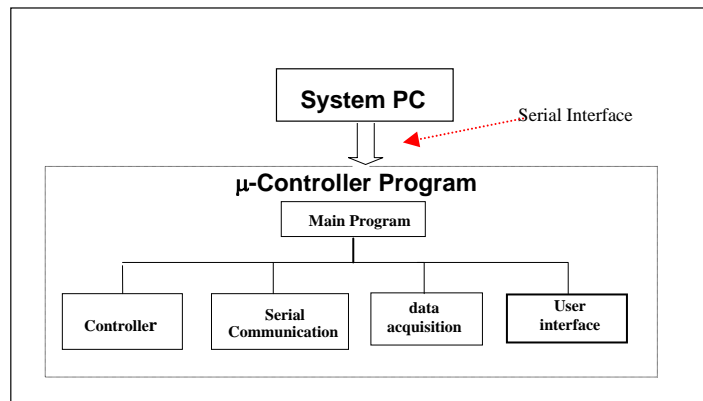 System PC
Serial Interface
μ-Controller Program
Main Program
Controller
Serial
Communication
data
acquisition
User
interface